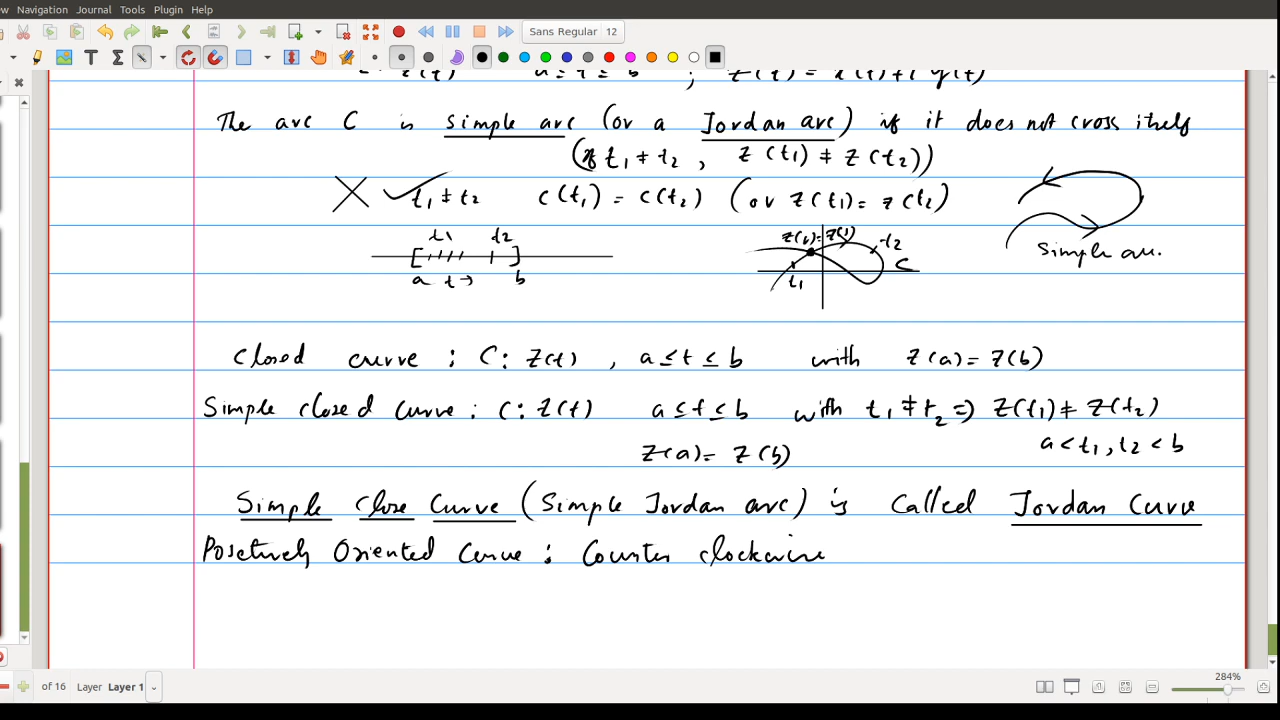 Navigation Journal Tools Plugin Help
Sans Regular 12
C: z(t) a ≤ t ≤ b ; z(t) = x(t) + i y(t)
The arc C is simple arc (or a Jordan arc) if it does not cross itself
(if t1 ≠ t2 , z(t1) ≠ z(t2))
t1 ≠ t2 c(t1) = c(t2) (or z(t1) = z(t2)
t1 t2
[ ]
a t → b
t2
C
t1
Simple arc.
Closed curve : C: z(t) , a ≤ t ≤ b with z(a) = z(b)
Simple closed curve : C: z(t) a ≤ t ≤ b with t1 ≠ t2 ⇒ z(t1) ≠ z(t2)
z(a) = z(b) a < t1, t2 < b
Simple close Curve (Simple Jordan arc) is Called Jordan Curve
Posetively Oriented Curve : Counter clockwise
of 16 Layer Layer 1
284%